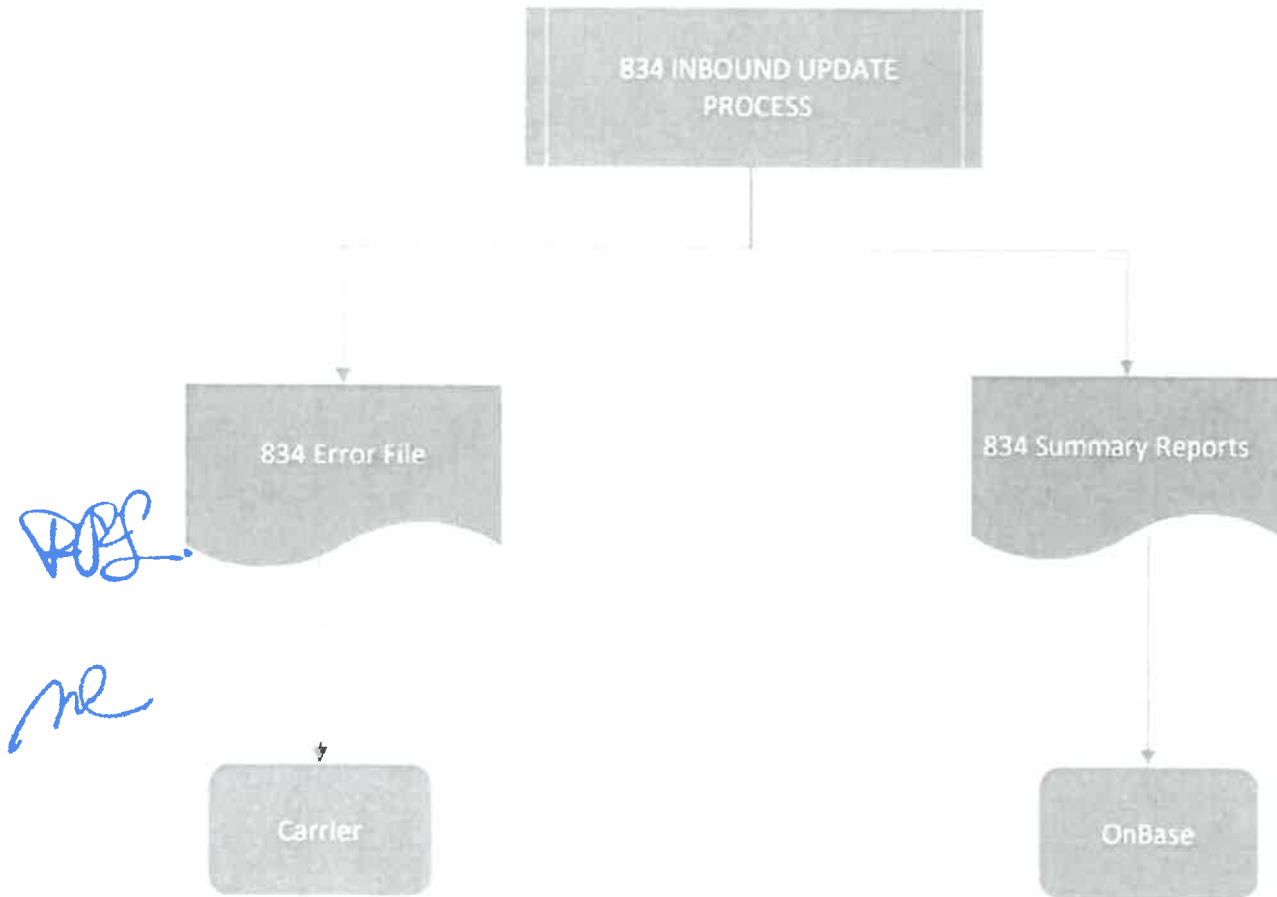 834 INBOUND UPDATE
PROCESS
834 Error File
834 Summary Reports
Carrier
OnBase